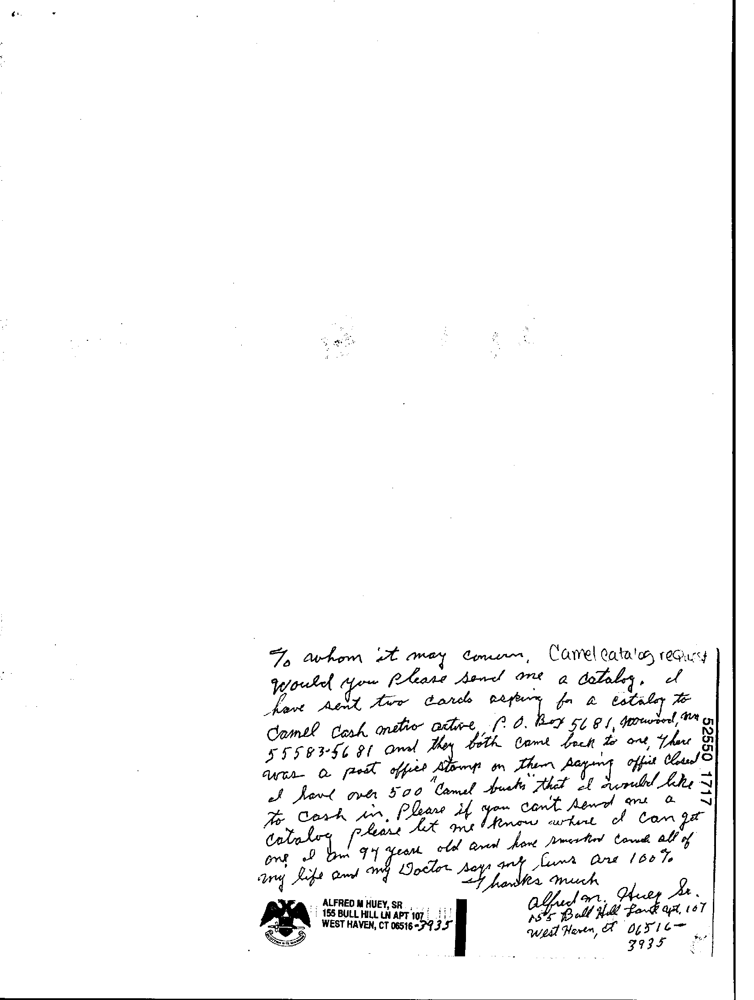 To whom it may concern, Camel catalog request
Would you Please send me a catalog. I
have sent two cards asking for a catalog to
Camel Cash metro active, P.O. Box 5681, norwood, mn
55583-5681 and they both came back to me, There
was a post office stamp on them saying office closed
I have over 500 "Camel bucks" that I would like
to cash in. Please if you can't send me a
catalog please let me know where I can get
one I am 94 years old and have smoked camels all of
my life and my Doctor says my lungs are 100%
Thanks much
Alfred M. Huey Sr.
155 Bull Hill Lane apt. 107
West Haven, ct 06516-
3935
ALFRED M HUEY, SR
155 BULL HILL LN APT 107
WEST HAVEN, CT 06516-3935
52550 1717